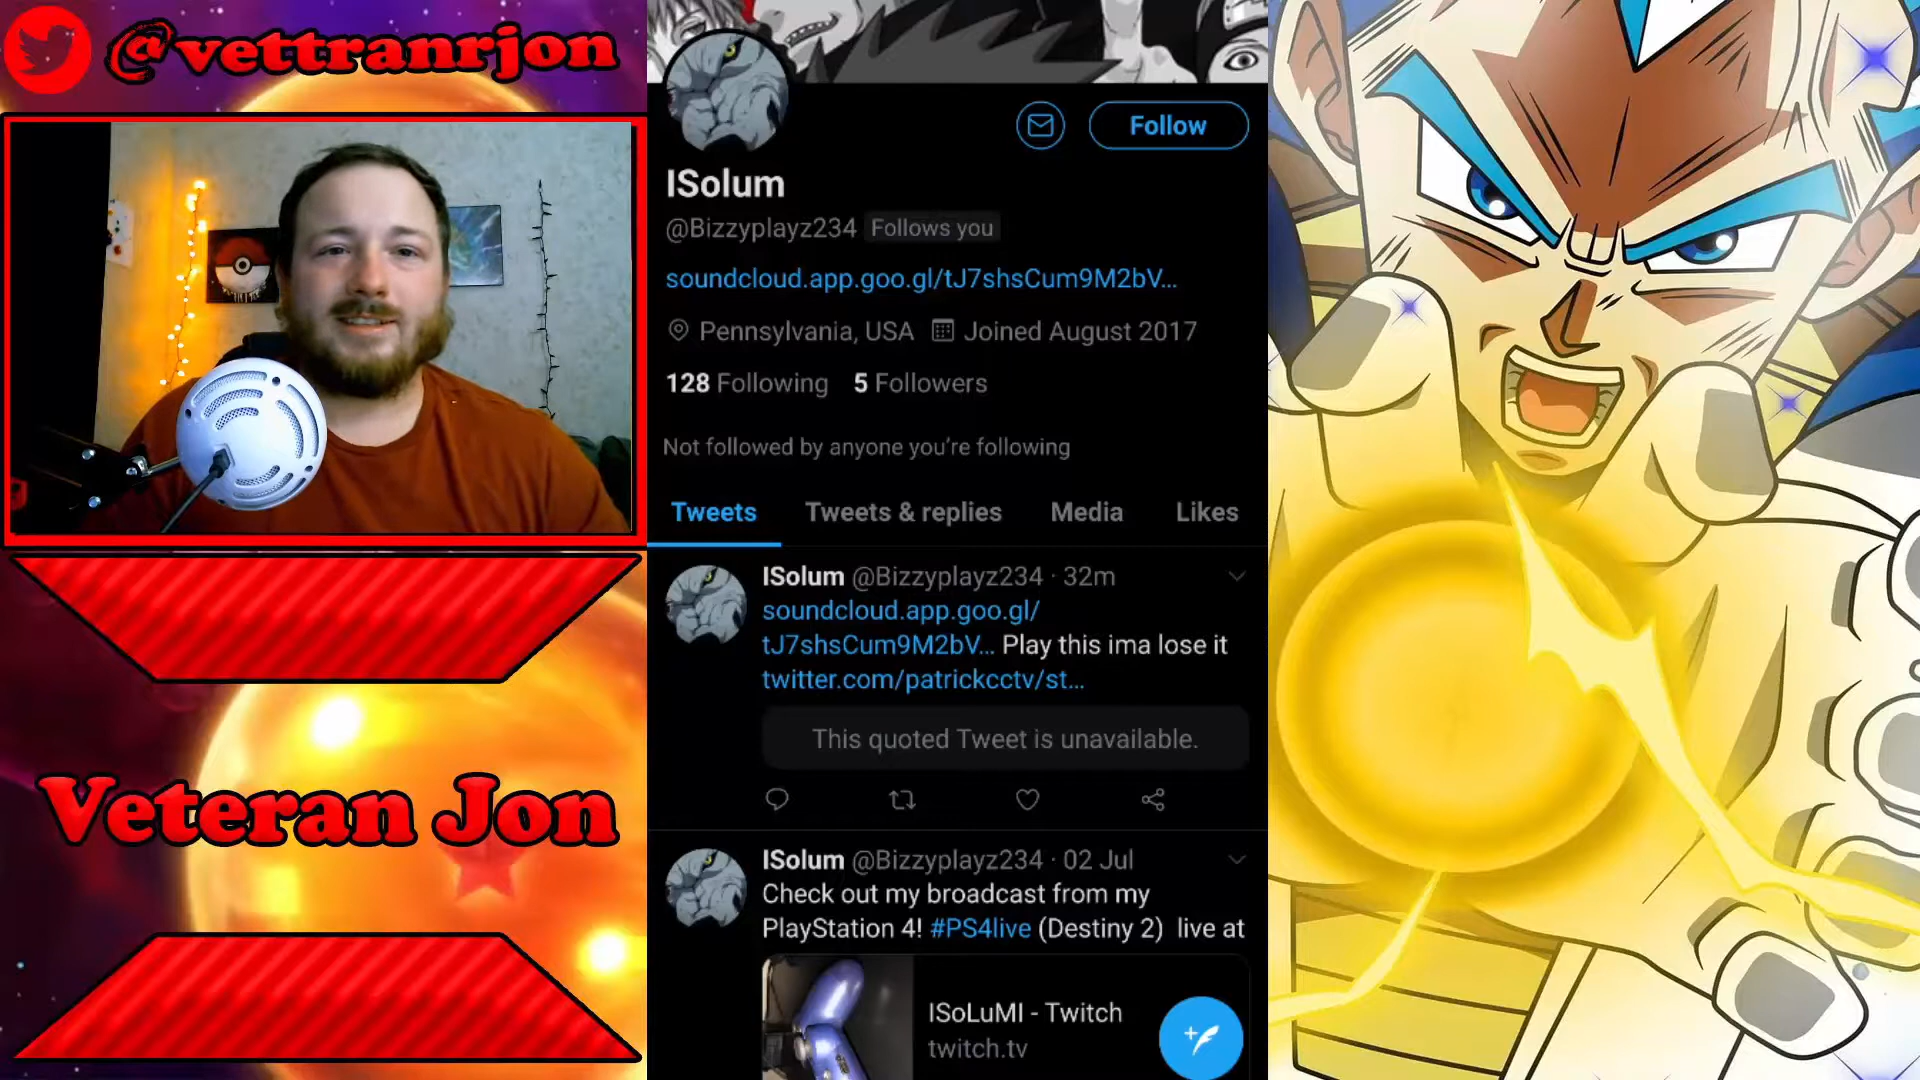 @vettranrjon
Follow
ISolum
@Bizzyplayz234 Follows you
soundcloud.app.goo.gl/tJ7shsCum9M2bV...
Pennsylvania, USA Joined August 2017
128 Following 5 Followers
Not followed by anyone you're following
Tweets Tweets & replies Media Likes
ISolum @Bizzyplayz234 · 32m
soundcloud.app.goo.gl/
tJ7shsCum9M2bV... Play this ima lose it
twitter.com/patrickcctv/st...
This quoted Tweet is unavailable.
ISolum @Bizzyplayz234 · 02 Jul
Check out my broadcast from my
PlayStation 4! #PS4live (Destiny 2) live at
ISoLuMI - Twitch
twitch.tv
Veteran Jon